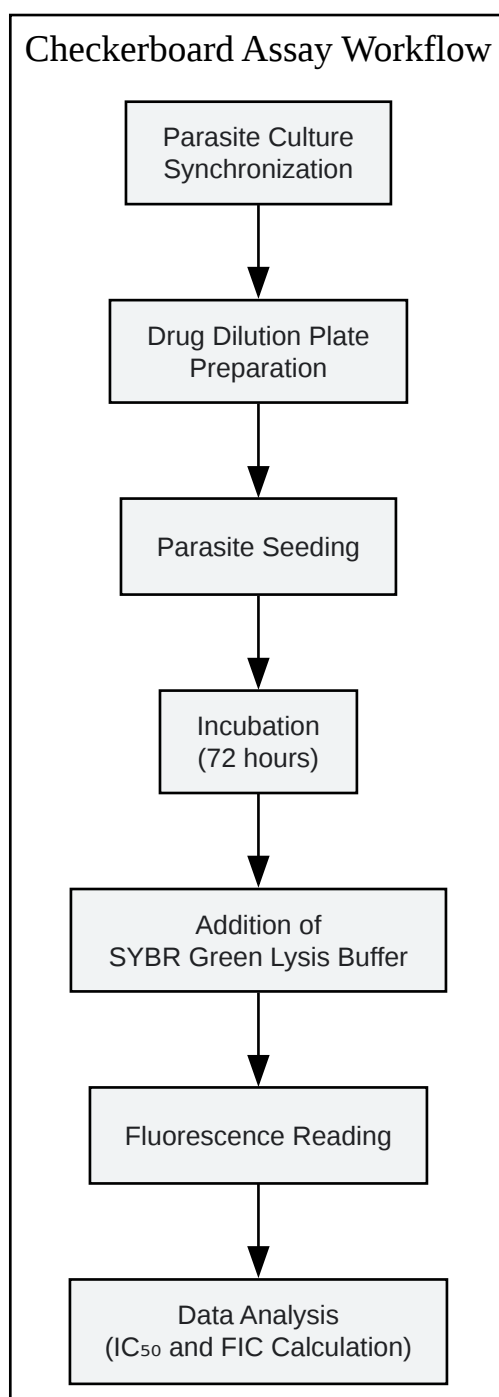 Checkerboard Assay Workflow
Parasite Culture
Synchronization
Drug Dilution Plate
Preparation
Parasite Seeding
Incubation
(72 hours)
Addition of
SYBR Green Lysis Buffer
Fluorescence Reading
Data Analysis
(IC₅₀ and FIC Calculation)